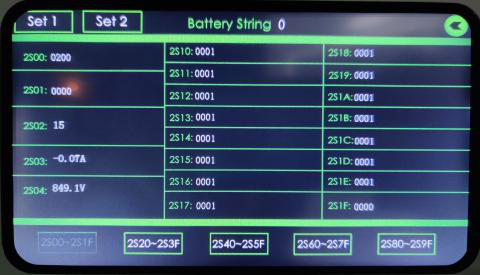 Set 1 Set 2 Battery String 0
2S00: 0200
2S01: 0000
2S02: 15
2S03: -0.07A
2S04: 849.1V
2S10: 0001
2S11: 0001
2S12: 0001
2S13: 0001
2S14: 0001
2S15: 0001
2S16: 0001
2S17: 0001
2S18: 0001
2S19: 0001
2S1A: 0001
2S1B: 0001
2S1C: 0001
2S1D: 0001
2S1E: 0001
2S1F: 0000
2S00~2S1F 2S20~2S3F 2S40~2S5F 2S60~2S7F 2S80~2S9F